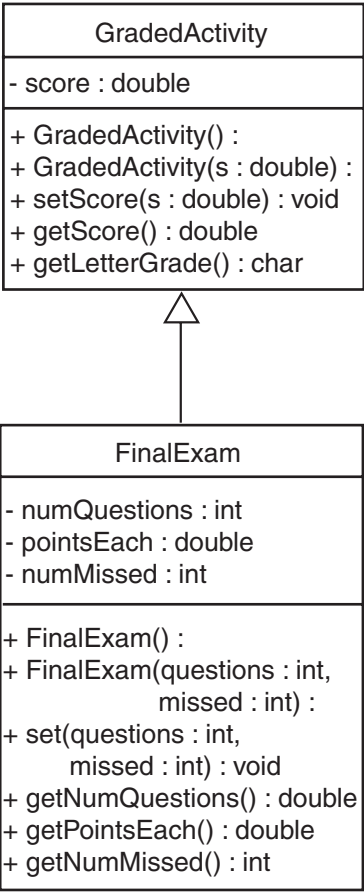 GradedActivity
- score : double
+ GradedActivity() :
+ GradedActivity(s : double) :
+ setScore(s : double) : void
+ getScore() : double
+ getLetterGrade() : char
FinalExam
- numQuestions : int
- pointsEach : double
- numMissed : int
+ FinalExam() :
+ FinalExam(questions : int,
missed : int) :
+ set(questions : int,
missed : int) : void
+ getNumQuestions() : double
+ getPointsEach() : double
+ getNumMissed() : int